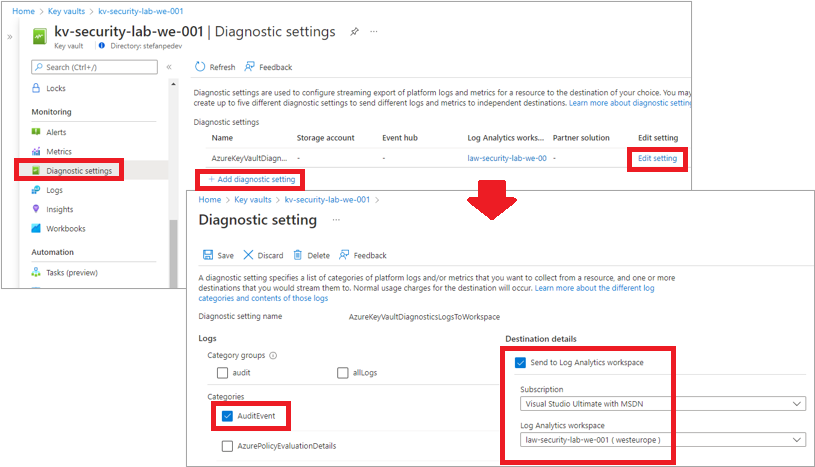 Home > Key vaults > kv-security-lab-we-001
kv-security-lab-we-001 | Diagnostic settings
Key vault
Directory: stefanpedev
Search (Ctrl+/)
Refresh
Feedback
Locks
Monitoring
Alerts
Metrics
Diagnostic settings
Logs
Insights
Workbooks
Automation
Tasks (preview)
Diagnostic settings are used to configure streaming export of platform logs and metrics for a resource to the destination of your choice. You may
create up to five different diagnostic settings to send different logs and metrics to independent destinations. Learn more about diagnostic setting
Diagnostic settings
Name Storage account Event hub Log Analytics works... Partner solution Edit setting
AzureKeyVaultDiagn... - - law-security-lab-we-00 - Edit setting
+ Add diagnostic setting
Home > Key vaults > kv-security-lab-we-001 >
Diagnostic setting ...
Save Discard Delete Feedback
A diagnostic setting specifies a list of categories of platform logs and/or metrics that you want to collect from a resource, and one or more
destinations that you would stream them to. Normal usage charges for the destination will occur. Learn more about the different log
categories and contents of those logs
Diagnostic setting name AzureKeyVaultDiagnosticsLogsToWorkspace
Logs
Category groups
audit allLogs
Categories
AuditEvent
AzurePolicyEvaluationDetails
Destination details
Send to Log Analytics workspace
Subscription
Visual Studio Ultimate with MSDN
Log Analytics workspace
law-security-lab-we-001 ( westeurope )